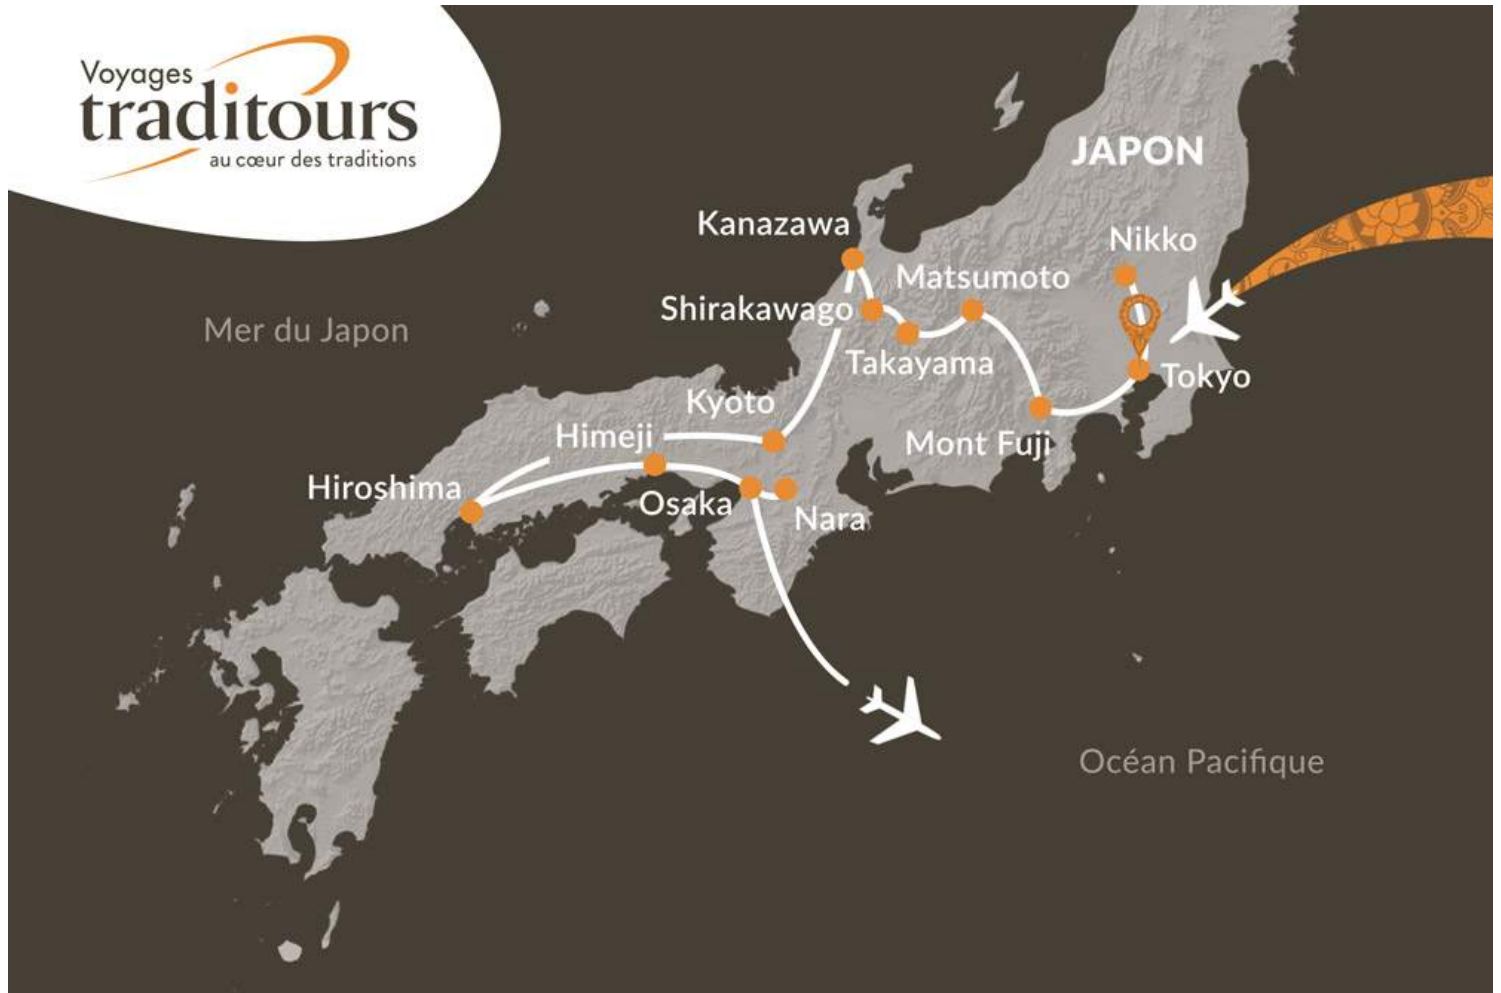 Voyages
traditours
au cœur des traditions
JAPON
Kanazawa
Nikko
Matsumoto
Shirakawago
Mer du Japon
Takayama
Tokyo
Kyoto
Himeji
Mont Fuji
Hiroshima
Osaka
Nara
Océan Pacifique